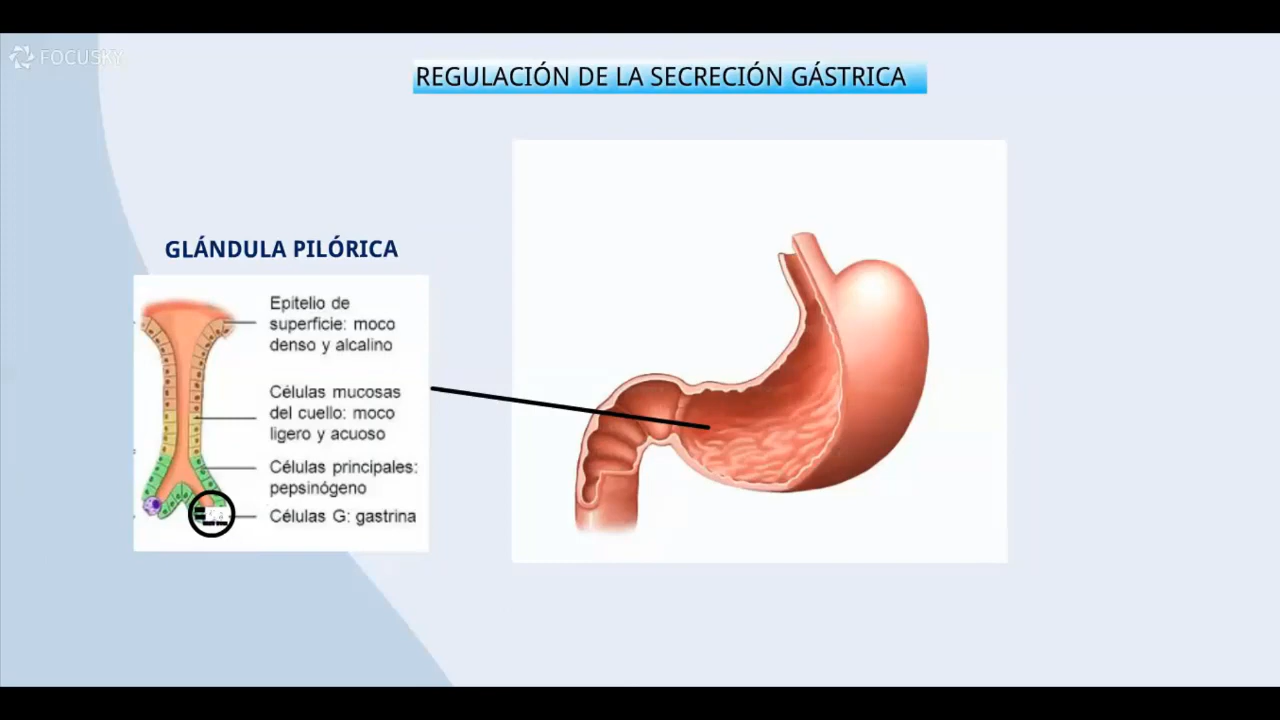 FOCUSKY
REGULACIÓN DE LA SECRECIÓN GÁSTRICA
GLÁNDULA PILÓRICA
Epitelio de
superficie: moco
denso y alcalino
Células mucosas
del cuello: moco
ligero y acuoso
Células principales:
pepsinógeno
Células G: gastrina